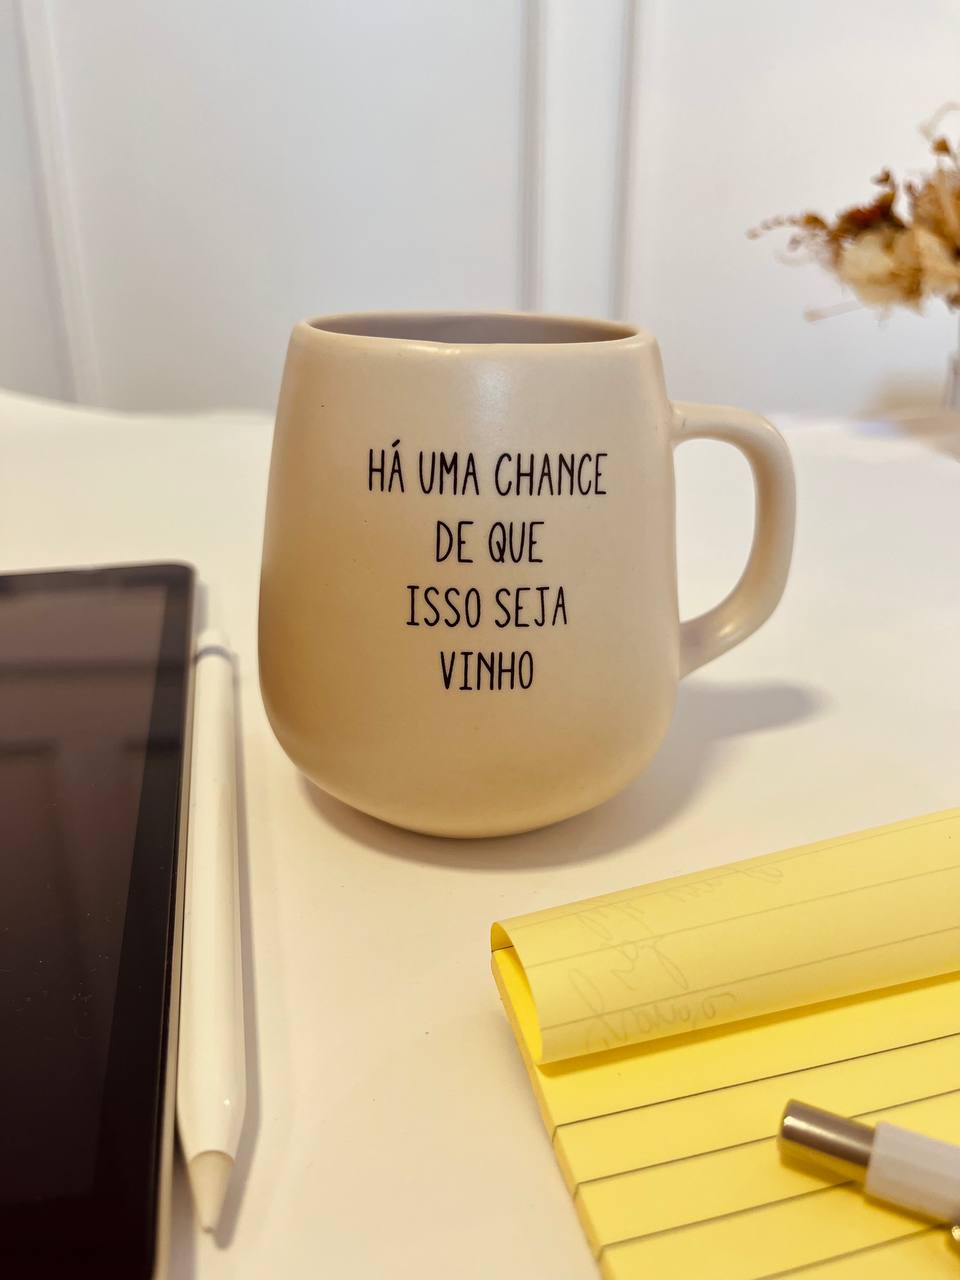 HÁ UMA CHANCE
DE QUE
ISSO SEJA
VINHO